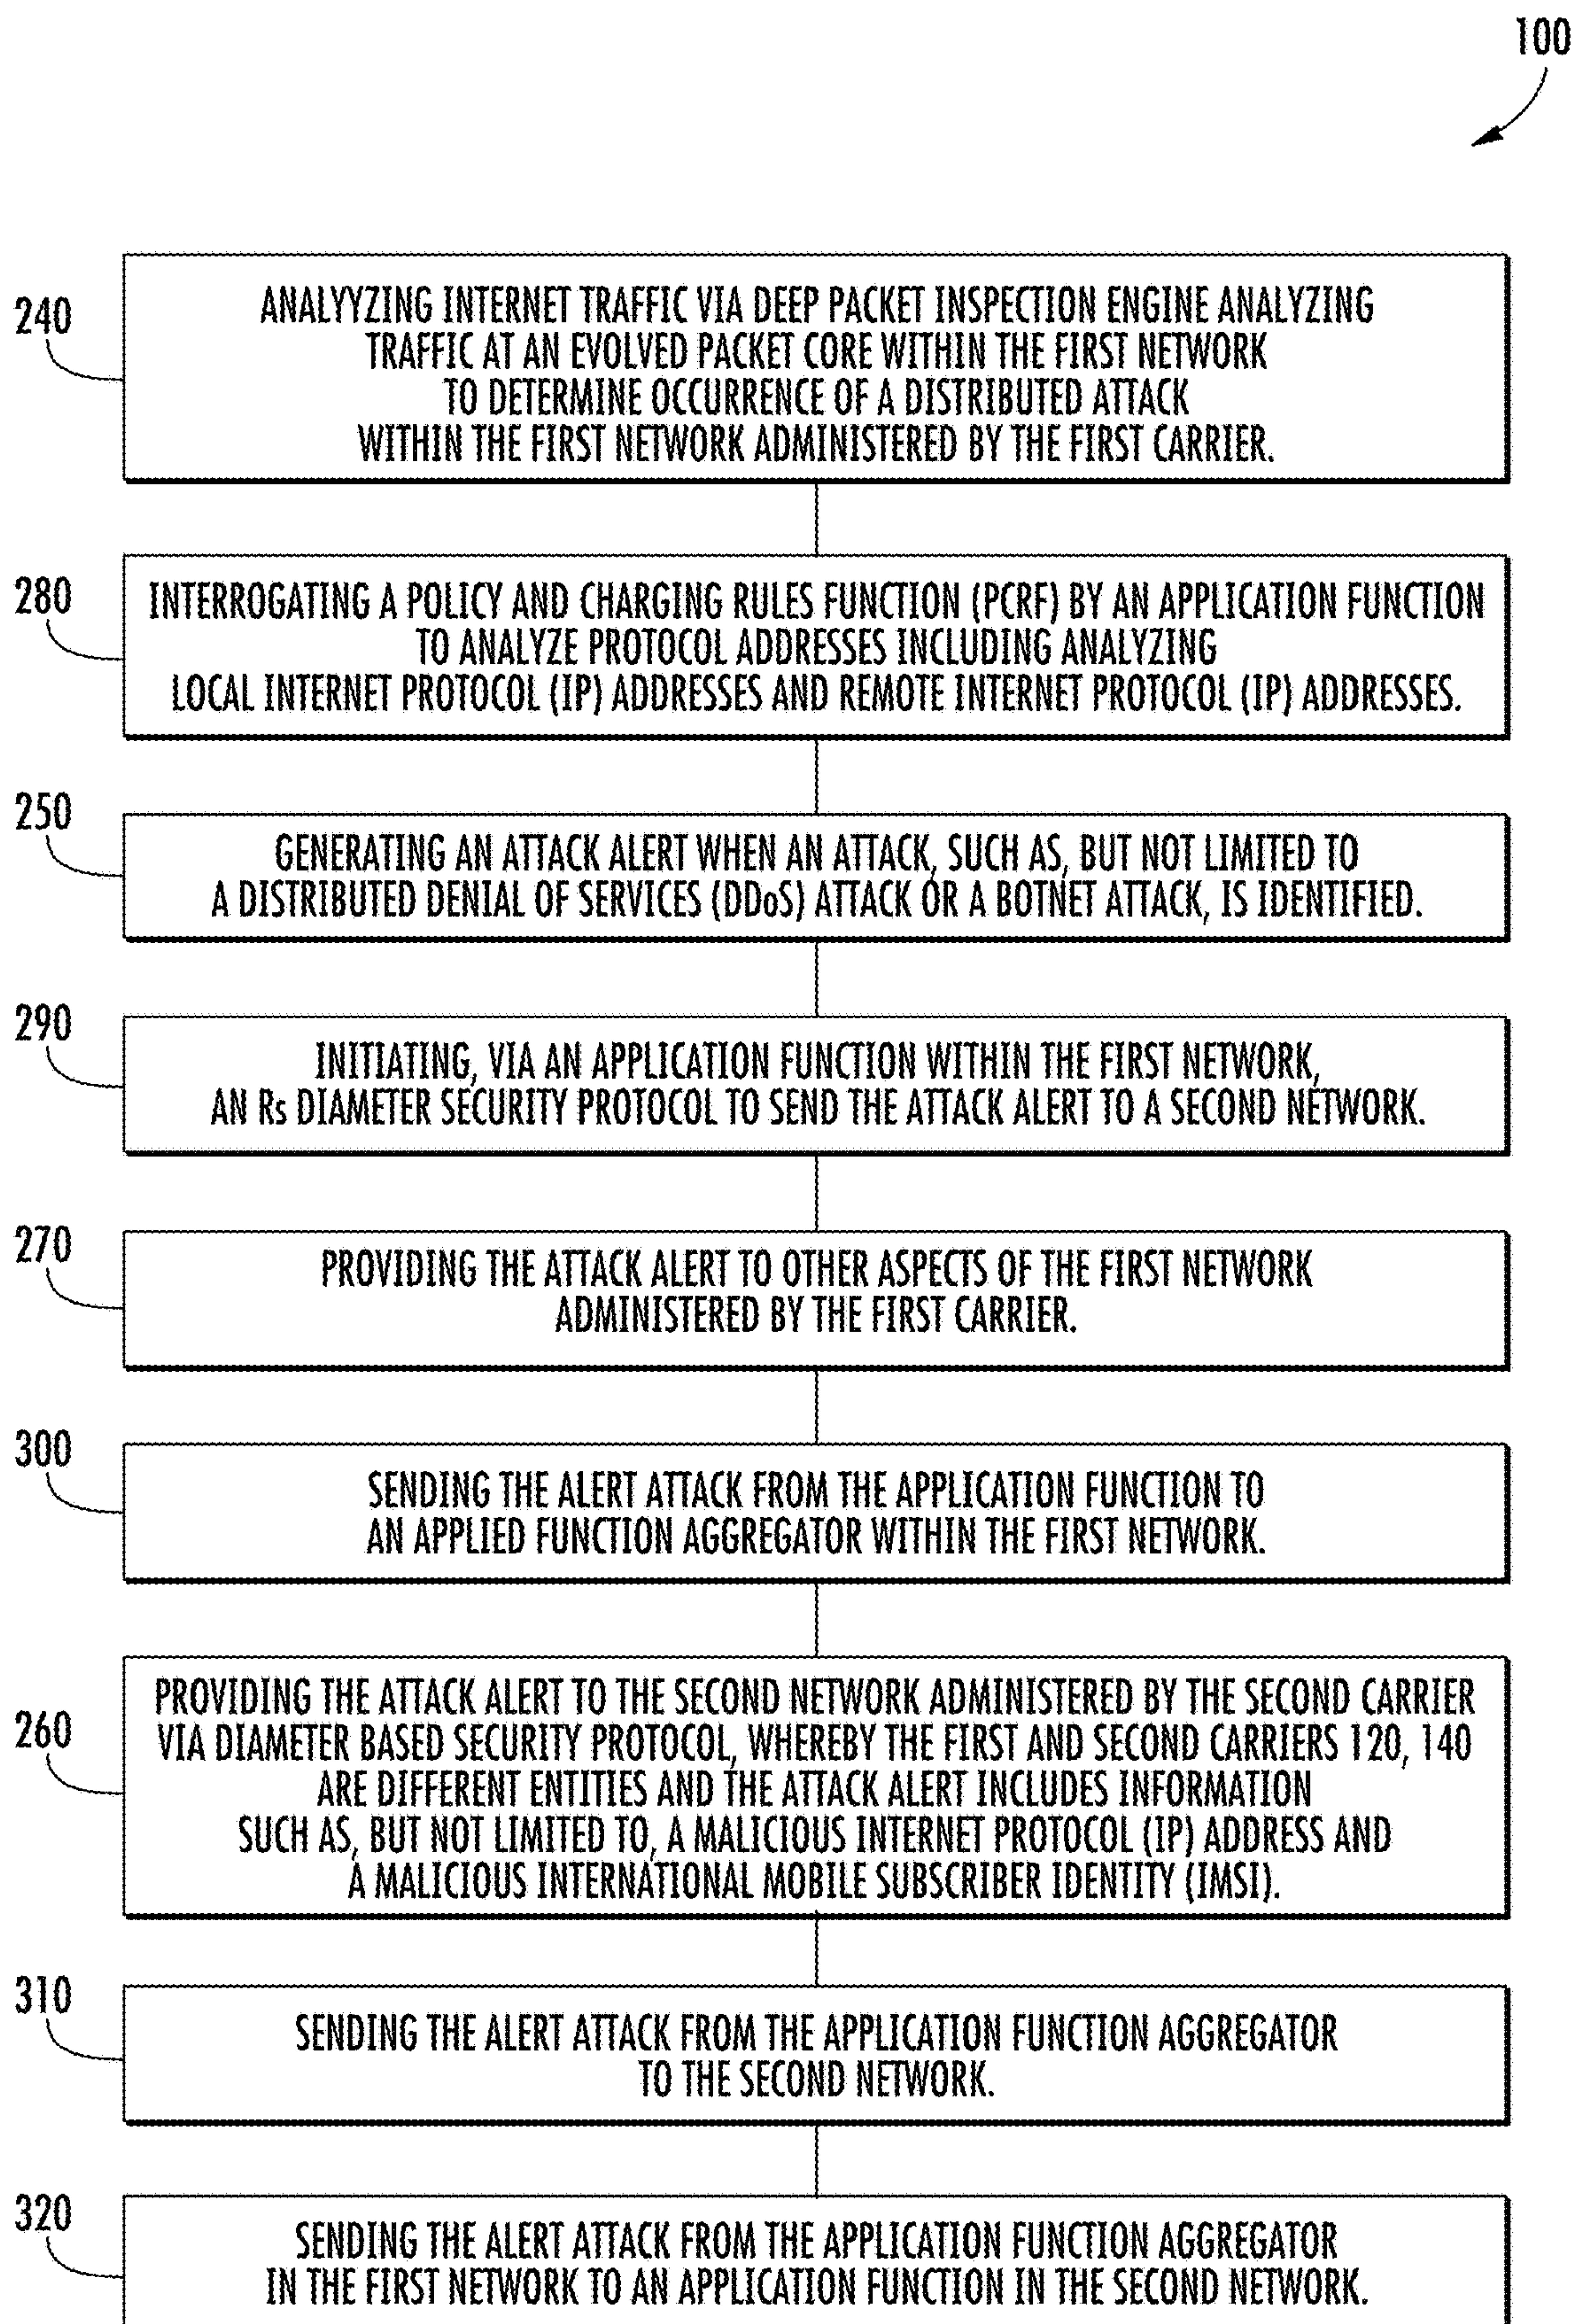 100
240
ANALYYZING INTERNET TRAFFIC VIA DEEP PACKET INSPECTION ENGINE ANALYZING
TRAFFIC AT AN EVOLVED PACKET CORE WITHIN THE FIRST NETWORK
TO DETERMINE OCCURRENCE OF A DISTRIBUTED ATTACK
WITHIN THE FIRST NETWORK ADMINISTERED BY THE FIRST CARRIER.
280
INTERROGATING A POLICY AND CHARGING RULES FUNCTION (PCRF) BY AN APPLICATION FUNCTION
TO ANALYZE PROTOCOL ADDRESSES INCLUDING ANALYZING
LOCAL INTERNET PROTOCOL (IP) ADDRESSES AND REMOTE INTERNET PROTOCOL (IP) ADDRESSES.
250
GENERATING AN ATTACK ALERT WHEN AN ATTACK, SUCH AS, BUT NOT LIMITED TO
A DISTRIBUTED DENIAL OF SERVICES (DDoS) ATTACK OR A BOTNET ATTACK, IS IDENTIFIED.
290
INITIATING, VIA AN APPLICATION FUNCTION WITHIN THE FIRST NETWORK,
AN Rs DIAMETER SECURITY PROTOCOL TO SEND THE ATTACK ALERT TO A SECOND NETWORK.
270
PROVIDING THE ATTACK ALERT TO OTHER ASPECTS OF THE FIRST NETWORK
ADMINISTERED BY THE FIRST CARRIER.
300
SENDING THE ALERT ATTACK FROM THE APPLICATION FUNCTION TO
AN APPLIED FUNCTION AGGREGATOR WITHIN THE FIRST NETWORK.
260
PROVIDING THE ATTACK ALERT TO THE SECOND NETWORK ADMINISTERED BY THE SECOND CARRIER
VIA DIAMETER BASED SECURITY PROTOCOL, WHEREBY THE FIRST AND SECOND CARRIERS 120, 140
ARE DIFFERENT ENTITIES AND THE ATTACK ALERT INCLUDES INFORMATION
SUCH AS, BUT NOT LIMITED TO, A MALICIOUS INTERNET PROTOCOL (IP) ADDRESS AND
A MALICIOUS INTERNATIONAL MOBILE SUBSCRIBER IDENTITY (IMSI).
310
SENDING THE ALERT ATTACK FROM THE APPLICATION FUNCTION AGGREGATOR
TO THE SECOND NETWORK.
320
SENDING THE ALERT ATTACK FROM THE APPLICATION FUNCTION AGGREGATOR
IN THE FIRST NETWORK TO AN APPLICATION FUNCTION IN THE SECOND NETWORK.